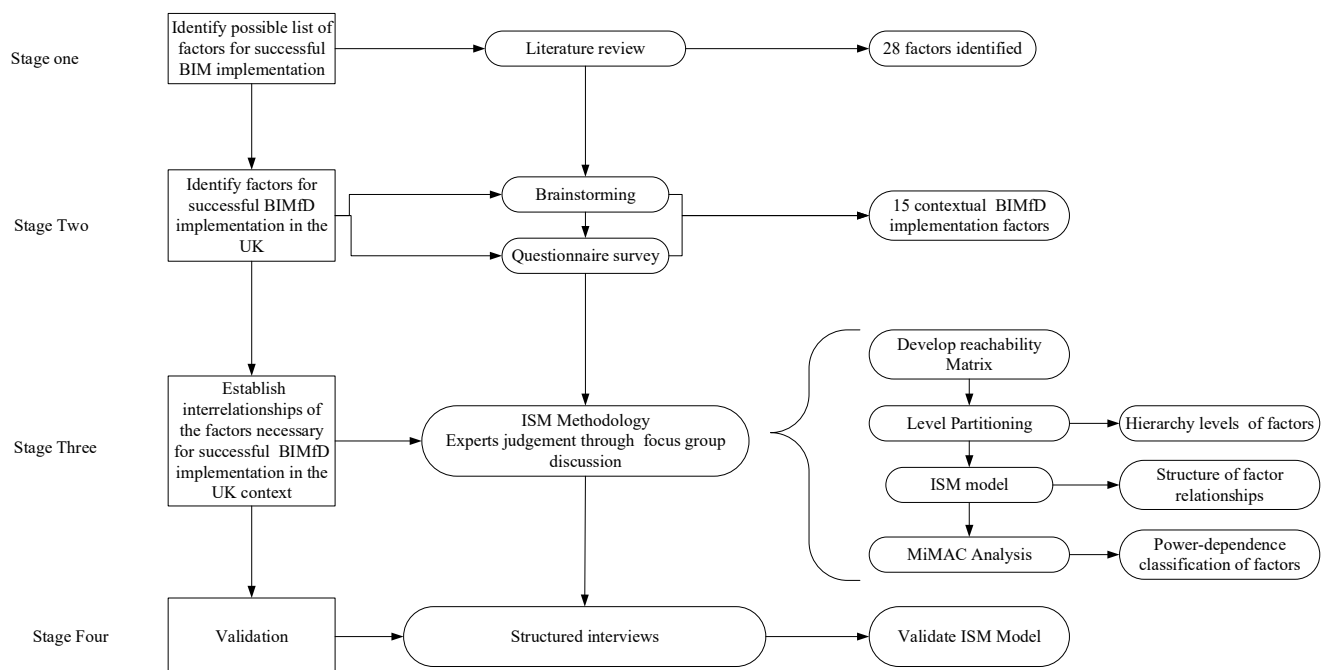 Stage one
Identify possible list of
factors for successful
BIM implementation
Literature review
28 factors identified
Stage Two
Identify factors for
successful BIMfD
implementation in the
UK
Brainstorming
Questionnaire survey
15 contextual BIMfD
implementation factors
Stage Three
Establish
interrelationships of
the factors necessary
for successful BIMfD
implementation in the
UK context
ISM Methodology
Experts judgement through focus group
discussion
Develop reachability
Matrix
Level Partitioning
Hierarchy levels of factors
ISM model
Structure of factor
relationships
MiMAC Analysis
Power-dependence
classification of factors
Stage Four
Validation
Structured interviews
Validate ISM Model